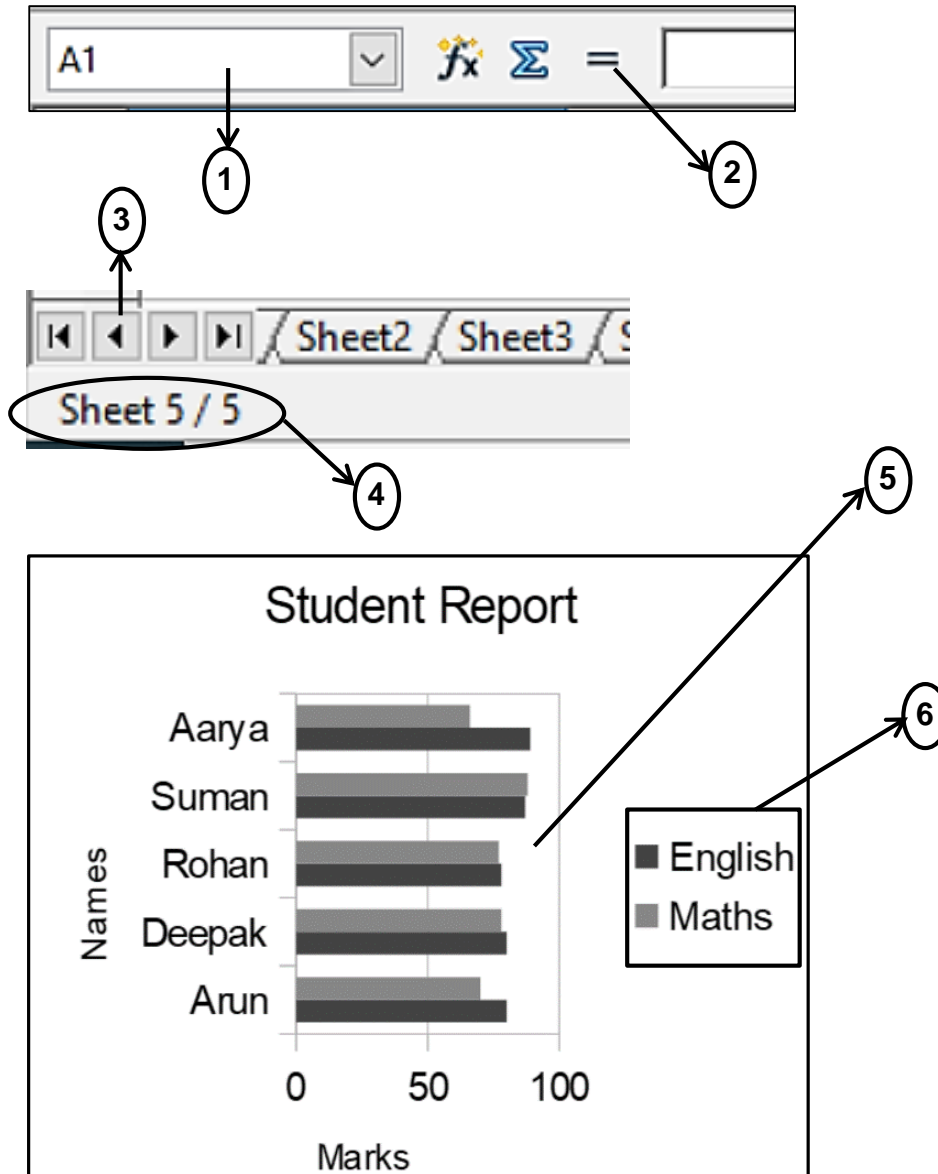 A1
1
2
3
Sheet2 Sheet3
Sheet 5 / 5
4
5
Student Report
6
Aarya
Suman
Rohan
Deepak
Arun
Names
English
Maths
0 50 100
Marks